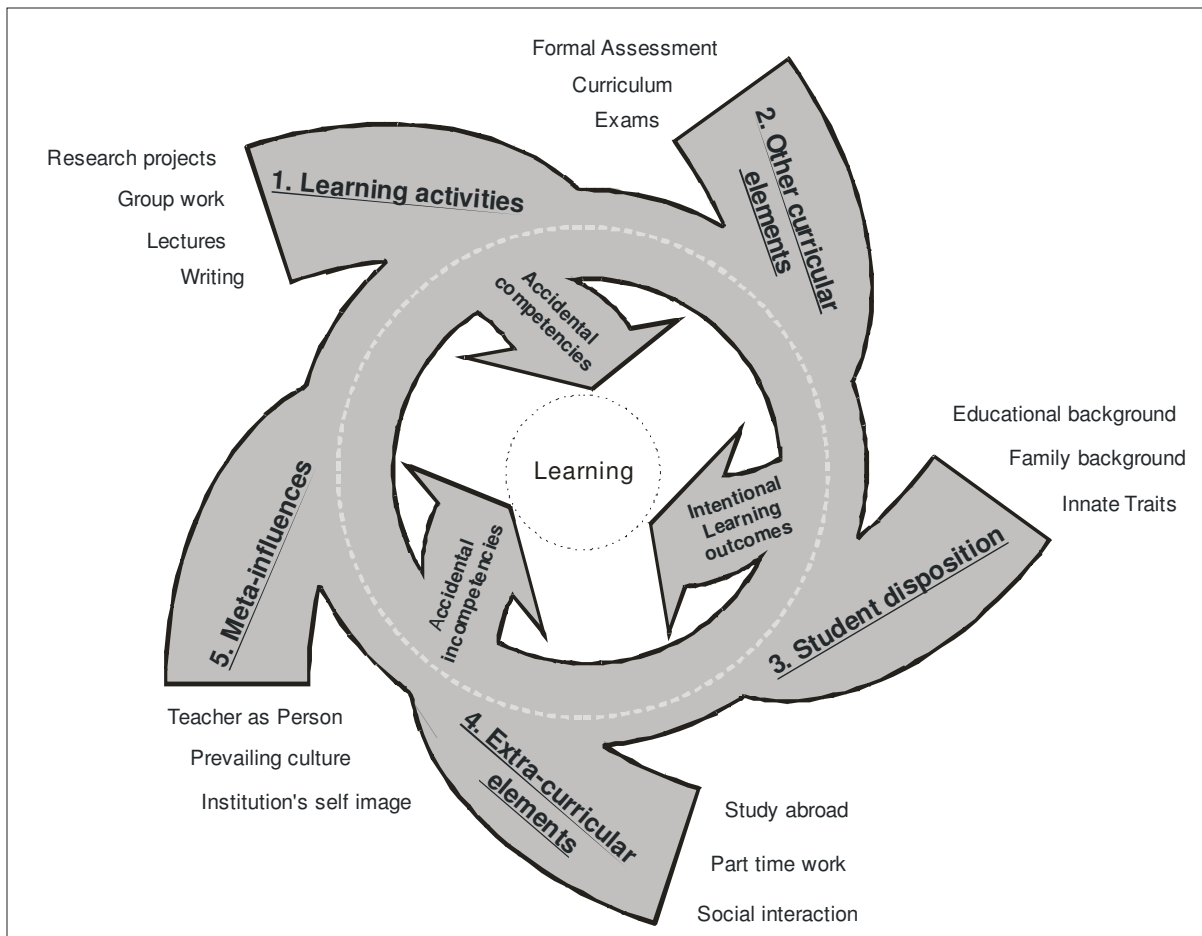 Formal Assessment
Curriculum
Exams
Research projects
Group work
Lectures
Writing
1. Learning activities
2. Other curricular
elements
Accidental
competencies
Educational background
Family background
Innate Traits
Learning
Intentional
Learning
outcomes
Accidental
incompetencies
3. Student disposition
5. Meta-influences
Teacher as Person
Prevailing culture
Institution's self image
4. Extra-curricular
elements
Study abroad
Part time work
Social interaction